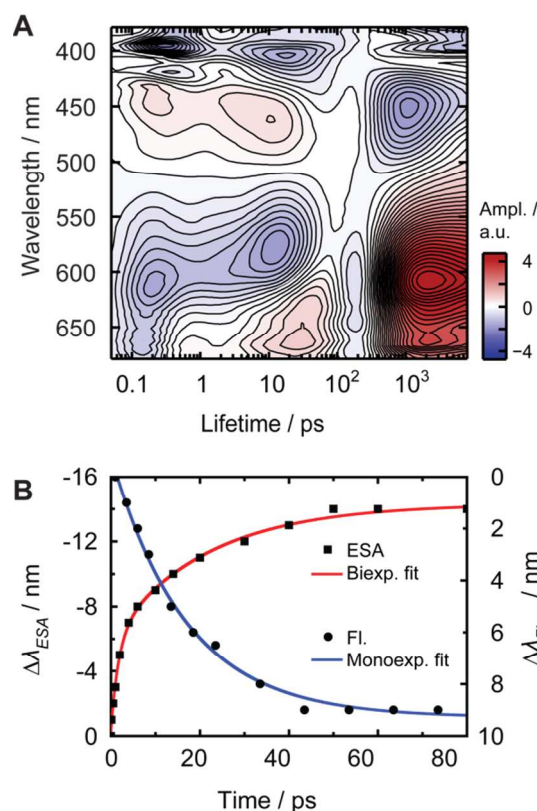 A
400
450
500
550
600
650
Wavelength / nm
0.1 1 10 10² 10³
Lifetime / ps
Ampl. /
a.u.
4
0
−4
B
-16
-12
-8
-4
0
Δλ_ESA / nm
ESA
Biexp. fit
Fl.
Monoexp. fit
0
2
4
6
8
10
/ nm
0 20 40 60 80
Time / ps